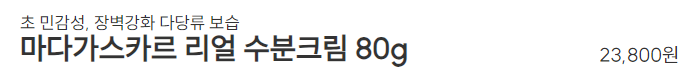 초 민감성, 장벽강화 다당류 보습
마다가스카르 리얼 수분크림 80g
23,800원